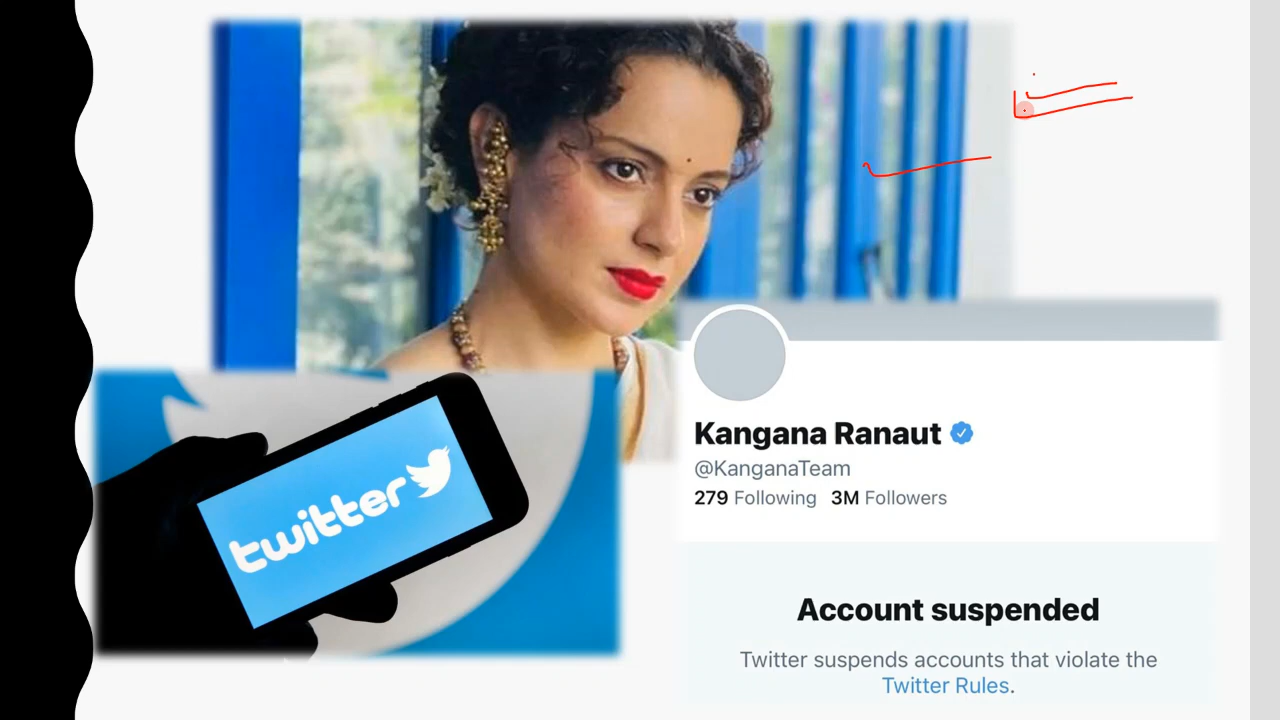 twitter
Kangana Ranaut
@KanganaTeam
279 Following 3M Followers
Account suspended
Twitter suspends accounts that violate the
Twitter Rules.